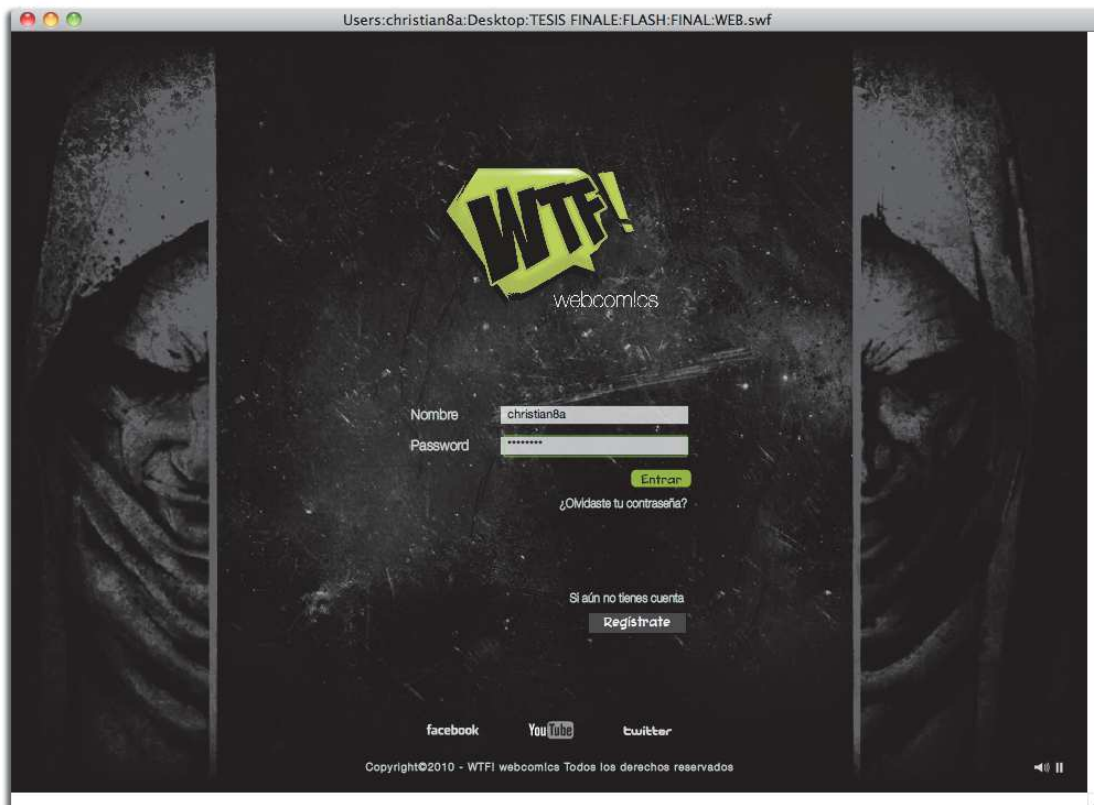 Users:christian8a:Desktop:TESIS FINALE:FLASH:FINAL:WEB.swf
WTF!
webcomics
Nombre christian8a
Password ••••••••
Entrar
¿Olvidaste tu contraseña?
Si aún no tienes cuenta
Regístrate
facebook YouTube twitter
Copyright©2010 - WTF! webcomics Todos los derechos reservados